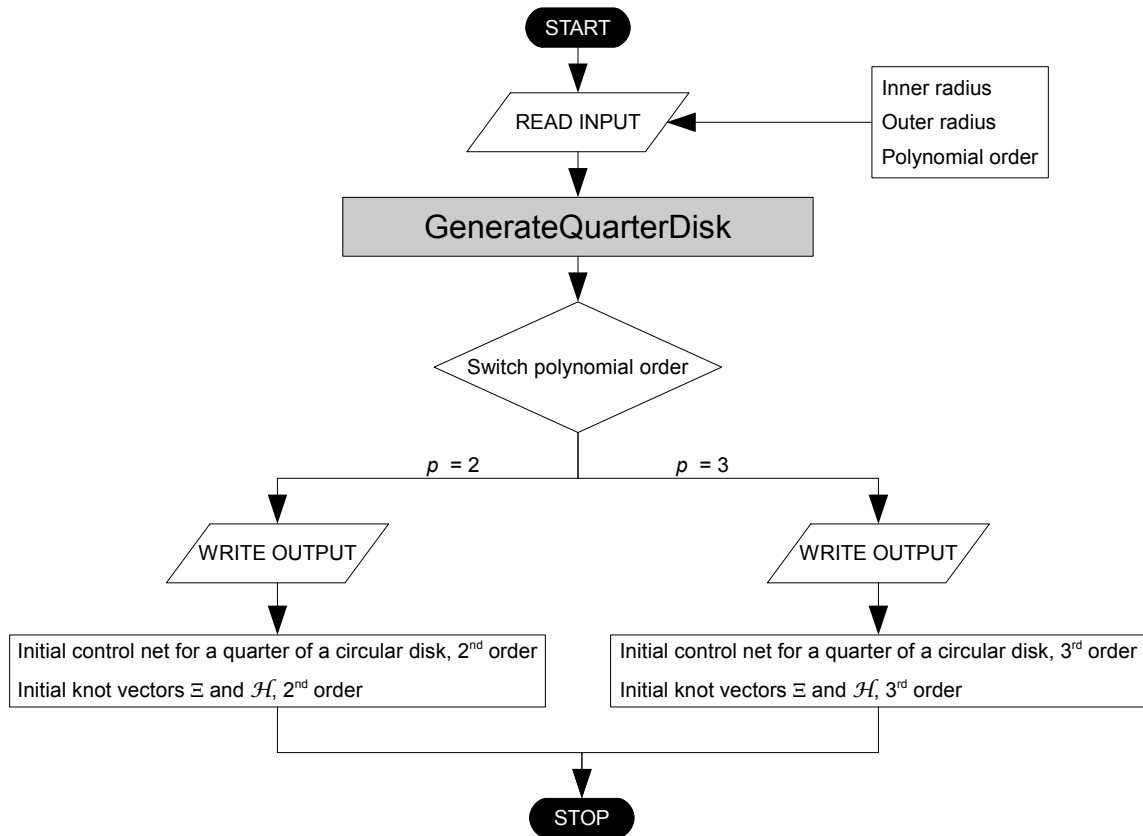 START
READ INPUT
Inner radius
Outer radius
Polynomial order
GenerateQuarterDisk
Switch polynomial order
p = 2
p = 3
WRITE OUTPUT
WRITE OUTPUT
Initial control net for a quarter of a circular disk, 2nd order
Initial knot vectors Ξ and ℋ, 2nd order
Initial control net for a quarter of a circular disk, 3rd order
Initial knot vectors Ξ and ℋ, 3rd order
STOP